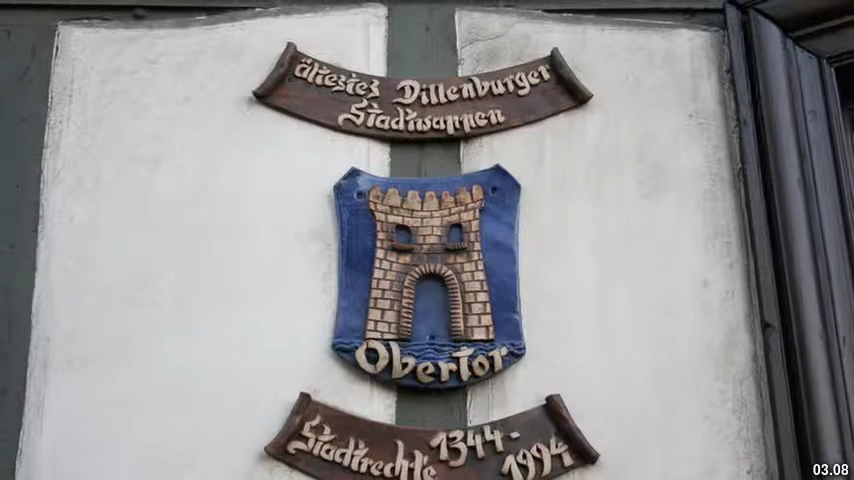 ältestes Dillenburger
Stadtwappen
Obertor
Stadtrechte 1344-
1994
03.08